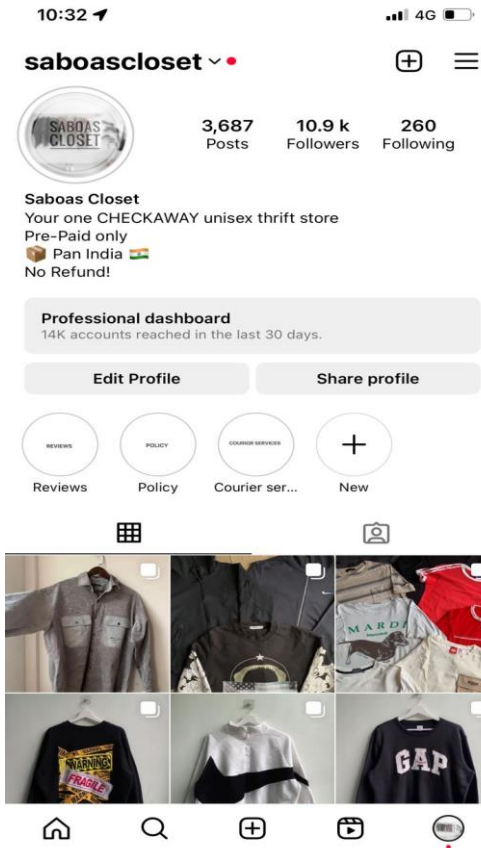 10:32
4G
saboascloset
SABOAS
CLOSET
3,687
Posts
10.9 k
Followers
260
Following
Saboas Closet
Your one CHECKAWAY unisex thrift store
Pre-Paid only
📦 Pan India 🇮🇳
No Refund!
Professional dashboard
14K accounts reached in the last 30 days.
Edit Profile
Share profile
REVIEWS
POLICY
COURIOR SERVICES
Reviews
Policy
Courier ser...
New
MARDI
WARNING
FRAGILE
GAP